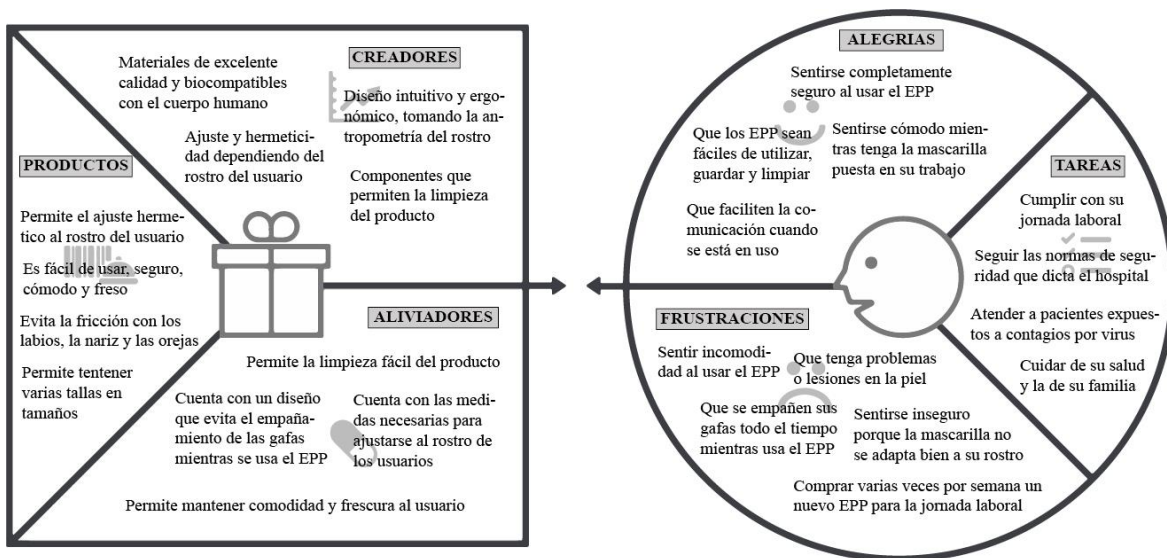 CREADORES
Materiales de excelente
calidad y biocompatibles
con el cuerpo humano
Diseño intuitivo y ergo-
nómico, tomando la an-
tropometría del rostro
Ajuste y hermetici-
dad dependiendo del
rostro del usuario
Componentes que
permiten la limpieza
del producto
PRODUCTOS
Permite el ajuste herme-
tico al rostro del usuario
Es fácil de usar, seguro,
cómodo y freso
Evita la fricción con los
labios, la nariz y las orejas
Permite tentener
varias tallas en
tamaños
ALIVIADORES
Permite la limpieza fácil del producto
Cuenta con un diseño
que evita el empaña-
miento de las gafas
mientras se usa el EPP
Cuenta con las medi-
das necesarias para
ajustarse al rostro de
los usuarios
Permite mantener comodidad y frescura al usuario
ALEGRIAS
Sentirse completamente
seguro al usar el EPP
Que los EPP sean
fáciles de utilizar,
guardar y limpiar
Sentirse cómodo mien-
tras tenga la mascarilla
puesta en su trabajo
Que faciliten la co-
municación cuando
se está en uso
TAREAS
Cumplir con su
jornada laboral
Seguir las normas de segu-
ridad que dicta el hospital
Atender a pacientes expues-
tos a contagios por virus
Cuidar de su salud
y la de su familia
FRUSTRACIONES
Sentir incomodi-
dad al usar el EPP
Que tenga problemas
o lesiones en la piel
Que se empañen sus
gafas todo el tiempo
mientras usa el EPP
Sentirse inseguro
porque la mascarilla no
se adapta bien a su rostro
Comprar varias veces por semana un
nuevo EPP para la jornada laboral